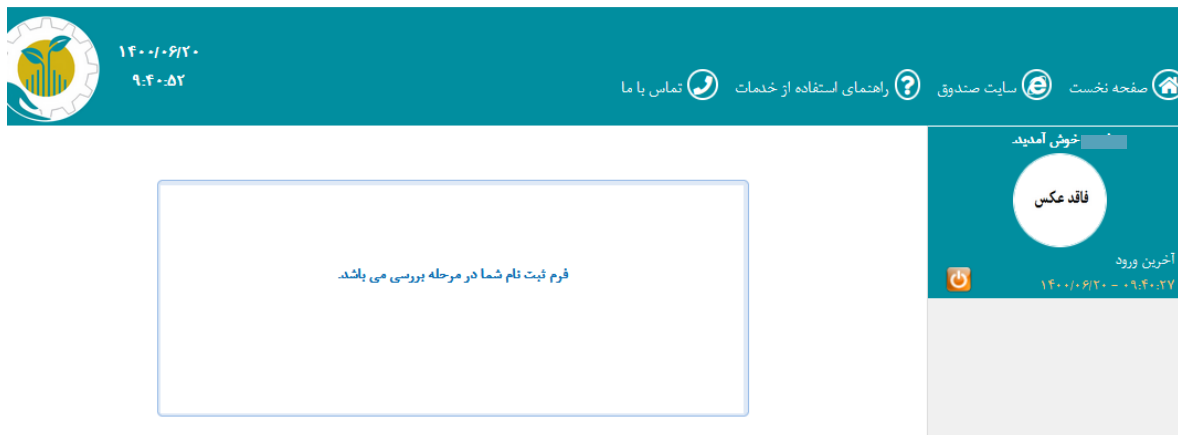 ۱۴۰۰/۰۶/۲۰
۹:۴۰:۵۲
صفحه نخست
سایت صندوق
راهنمای استفاده از خدمات
تماس با ما
خوش آمدید.
فاقد عکس
آخرین ورود
۱۴۰۰/۰۶/۲۰ - ۰۹:۴۰:۲۷
فرم ثبت نام شما در مرحله بررسی می باشد.